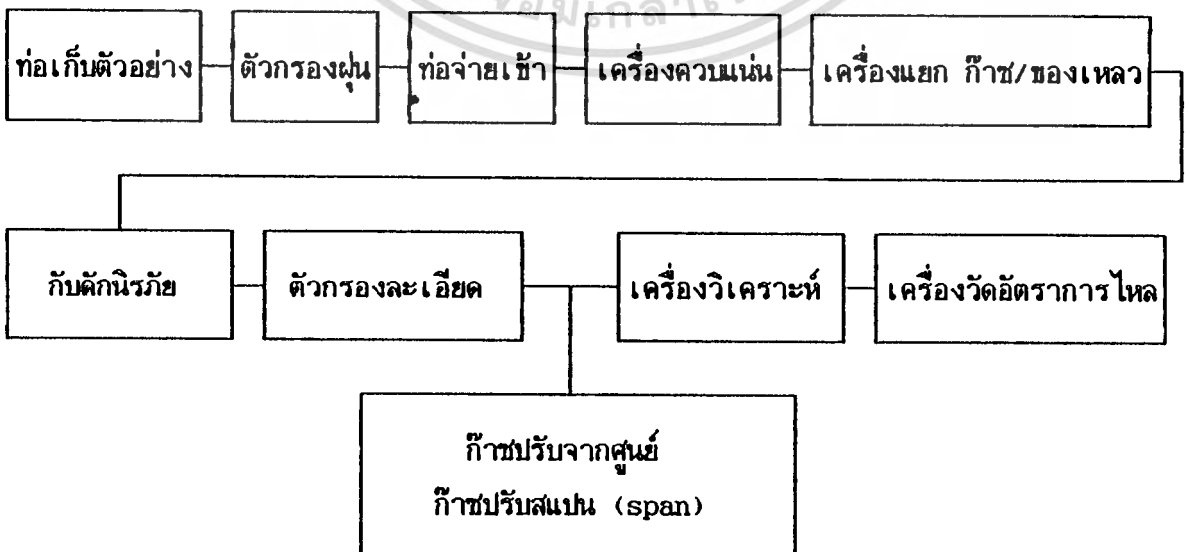 ท่อเก็บตัวอย่าง
ตัวกรองฝุ่น
ท่อจ่ายเข้า
เครื่องควบแน่น
เครื่องแยก ก๊าซ/ของเหลว
กับดักนิรภัย
ตัวกรองละเอียด
เครื่องวิเคราะห์
เครื่องวัดอัตราการไหล
ก๊าซปรับจากศูนย์
ก๊าซปรับสแปน (span)